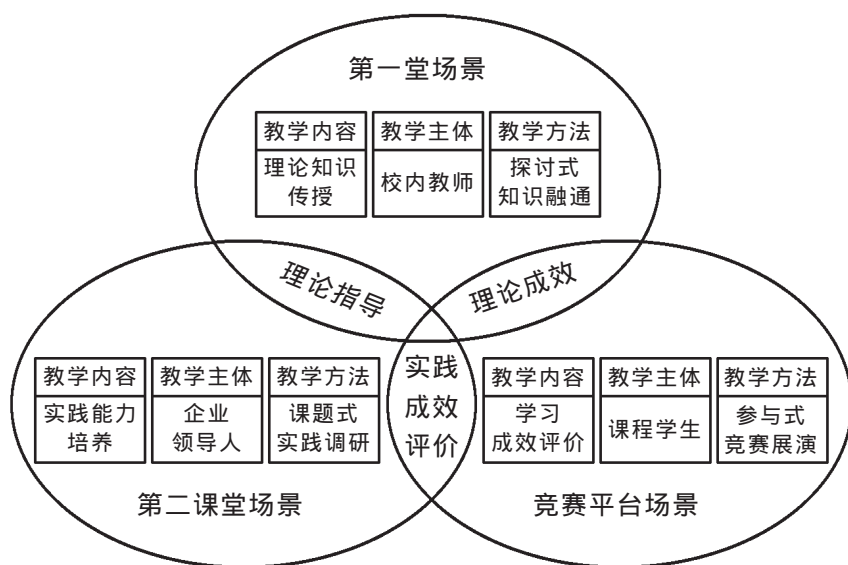 第一堂场景
教学内容 教学主体 教学方法
理论知识
传授
校内教师
探讨式
知识融通
理论指导
理论成效
实践
成效
评价
教学内容 教学主体 教学方法
实践能力
培养
企业
领导人
课题式
实践调研
第二课堂场景
教学内容 教学主体 教学方法
学习
成效评价
课程学生
参与式
竞赛展演
竞赛平台场景